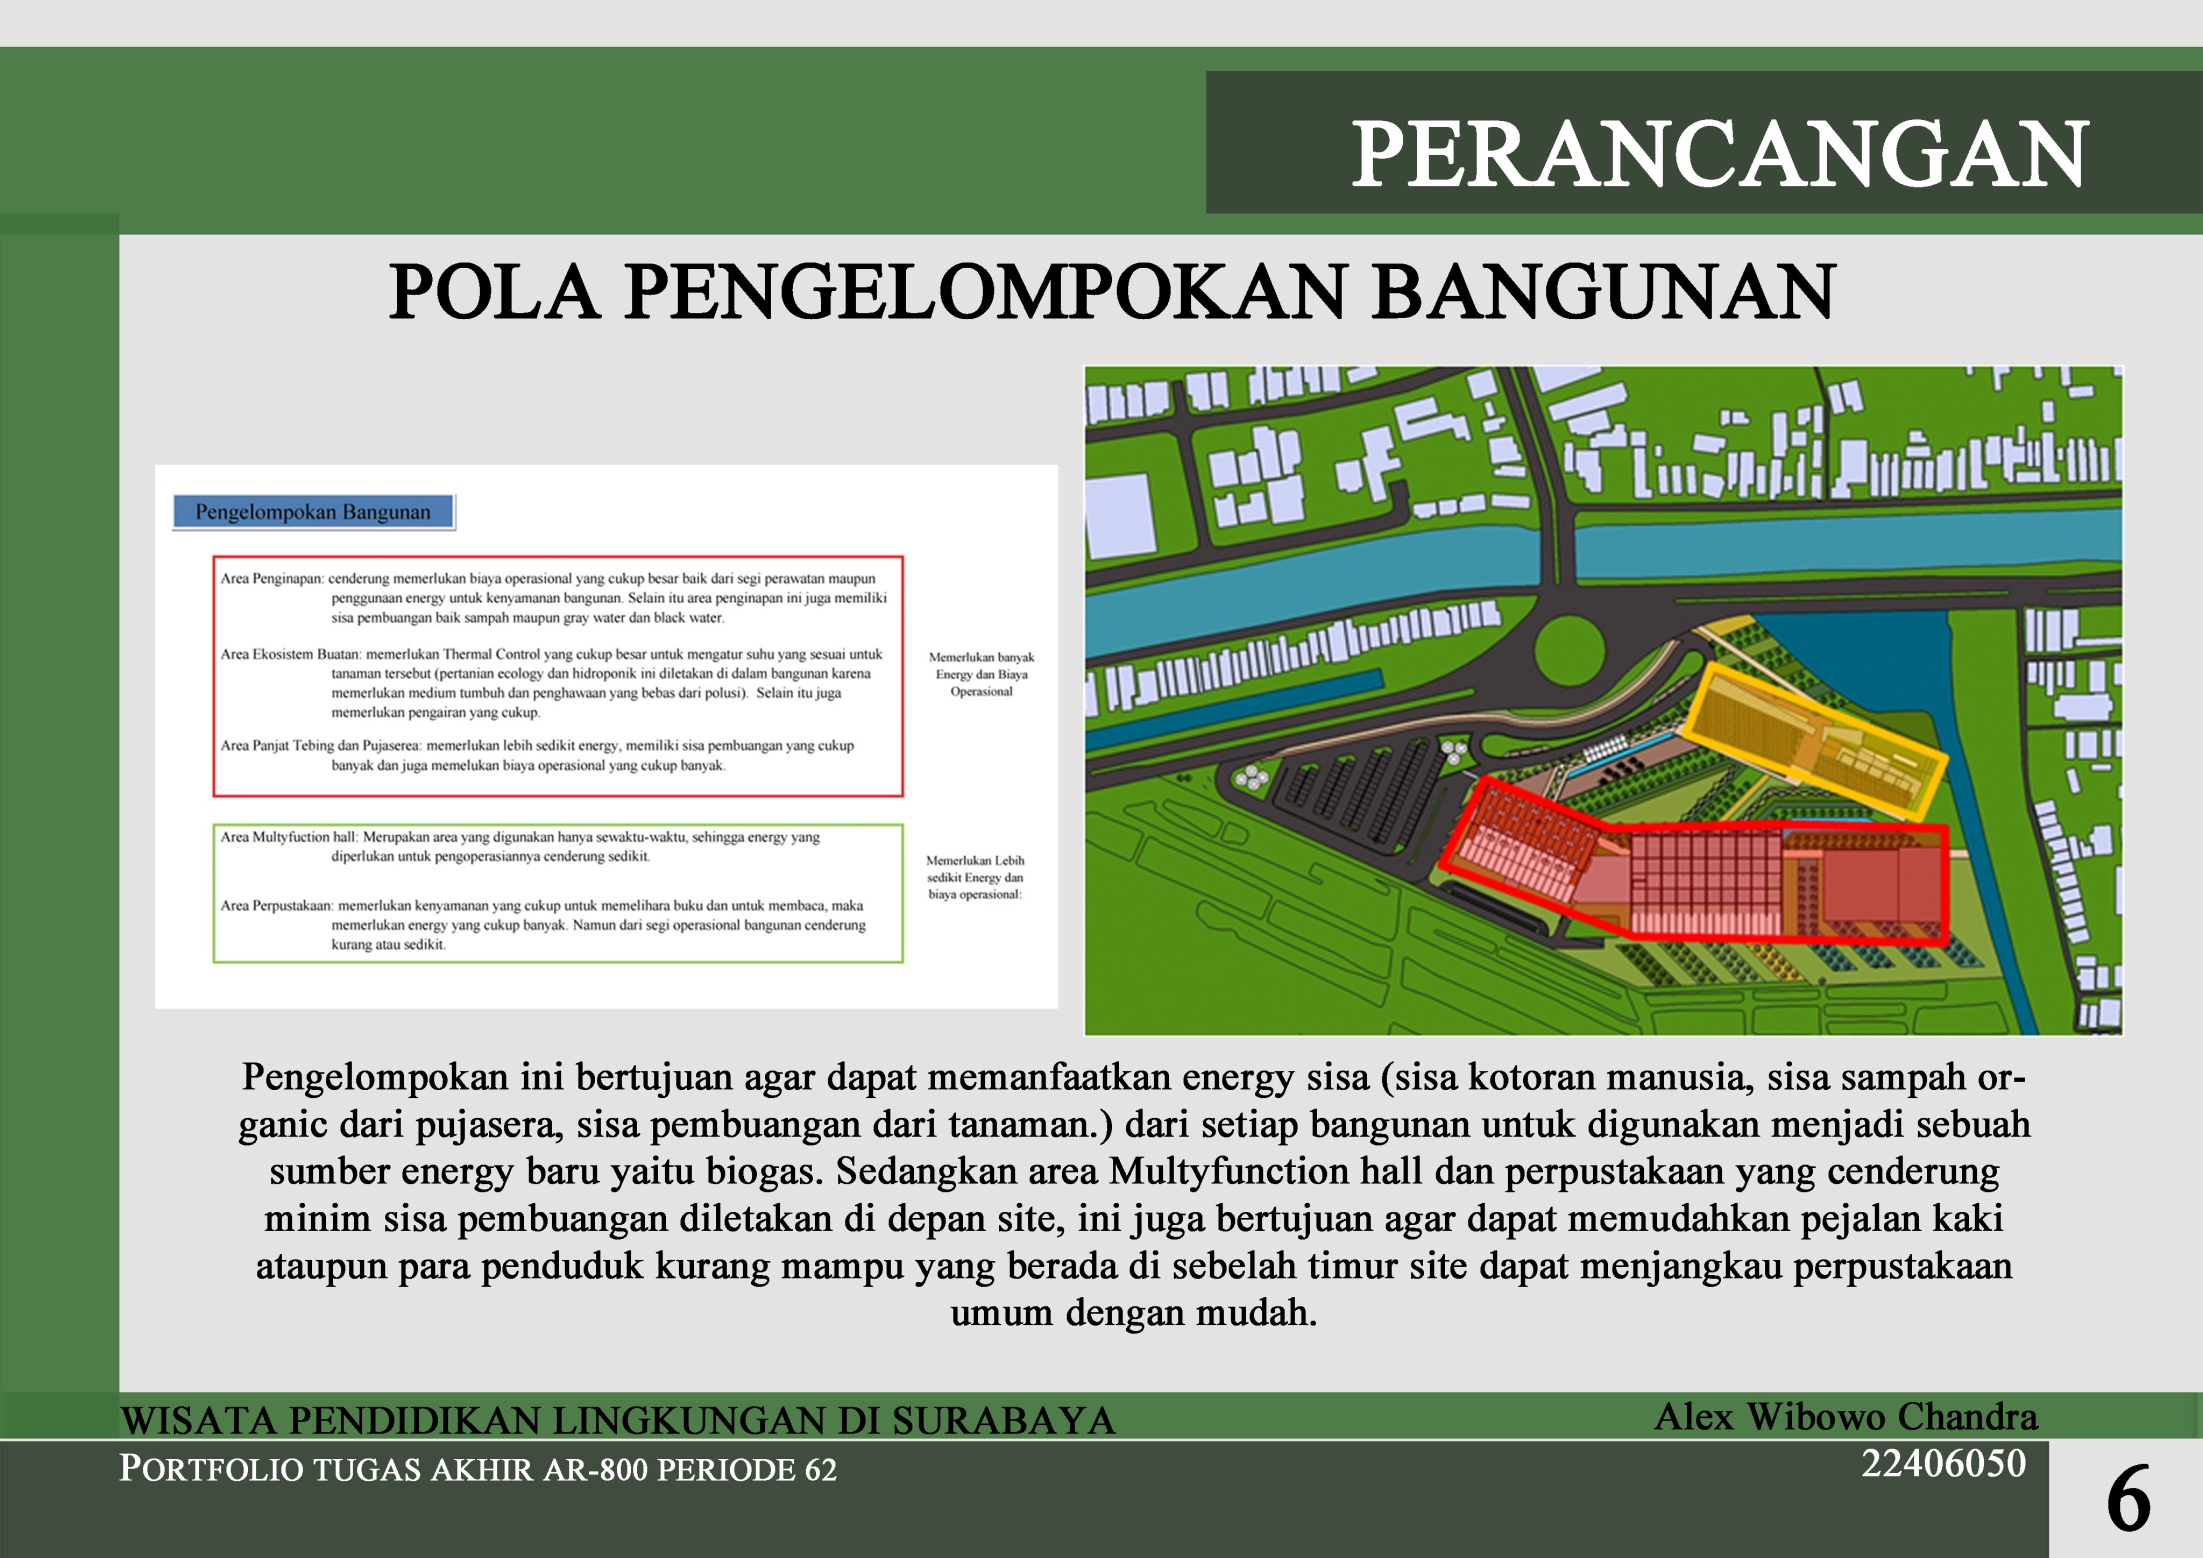 PERANCANGAN
POLA PENGELOMPOKAN BANGUNAN
Pengelompokan Bangunan
Area Penginapan: cenderung memerlukan biaya operasional yang cukup besar baik dari segi perawatan maupun
penggunaan energy untuk kenyamanan bangunan. Selain itu area penginapan ini juga memiliki
sisa pembuangan baik sampah maupun gray water dan black water.
Area Ekosistem Buatan: memerlukan Thermal Control yang cukup besar untuk mengatur suhu yang sesuai untuk
tanaman tersebut (pertanian ecology dan hidroponik ini diletakan di dalam bangunan karena
memerlukan medium tumbuh dan penghawaan yang bebas dari polusi). Selain itu juga
memerlukan pengairan yang cukup.
Area Panjat Tebing dan Pujaserea: memerlukan lebih sedikit energy, memiliki sisa pembuangan yang cukup
banyak dan juga memelukan biaya operasional yang cukup banyak.
Memerlukan banyak
Energy dan Biaya
Operasional
Area Multyfuction hall: Merupakan area yang digunakan hanya sewaktu-waktu, sehingga energy yang
diperlukan untuk pengoperasiannya cenderung sedikit.
Area Perpustakaan: memerlukan kenyamanan yang cukup untuk memelihara buku dan untuk membaca, maka
memerlukan energy yang cukup banyak. Namun dari segi operasional bangunan cenderung
kurang atau sedikit.
Memerlukan Lebih
sedikit Energy dan
biaya operasional:
Pengelompokan ini bertujuan agar dapat memanfaatkan energy sisa (sisa kotoran manusia, sisa sampah or-
ganic dari pujasera, sisa pembuangan dari tanaman.) dari setiap bangunan untuk digunakan menjadi sebuah
sumber energy baru yaitu biogas. Sedangkan area Multyfunction hall dan perpustakaan yang cenderung
minim sisa pembuangan diletakan di depan site, ini juga bertujuan agar dapat memudahkan pejalan kaki
ataupun para penduduk kurang mampu yang berada di sebelah timur site dapat menjangkau perpustakaan
umum dengan mudah.
WISATA PENDIDIKAN LINGKUNGAN DI SURABAYA
Alex Wibowo Chandra
PORTFOLIO TUGAS AKHIR AR-800 PERIODE 62
22406050
6